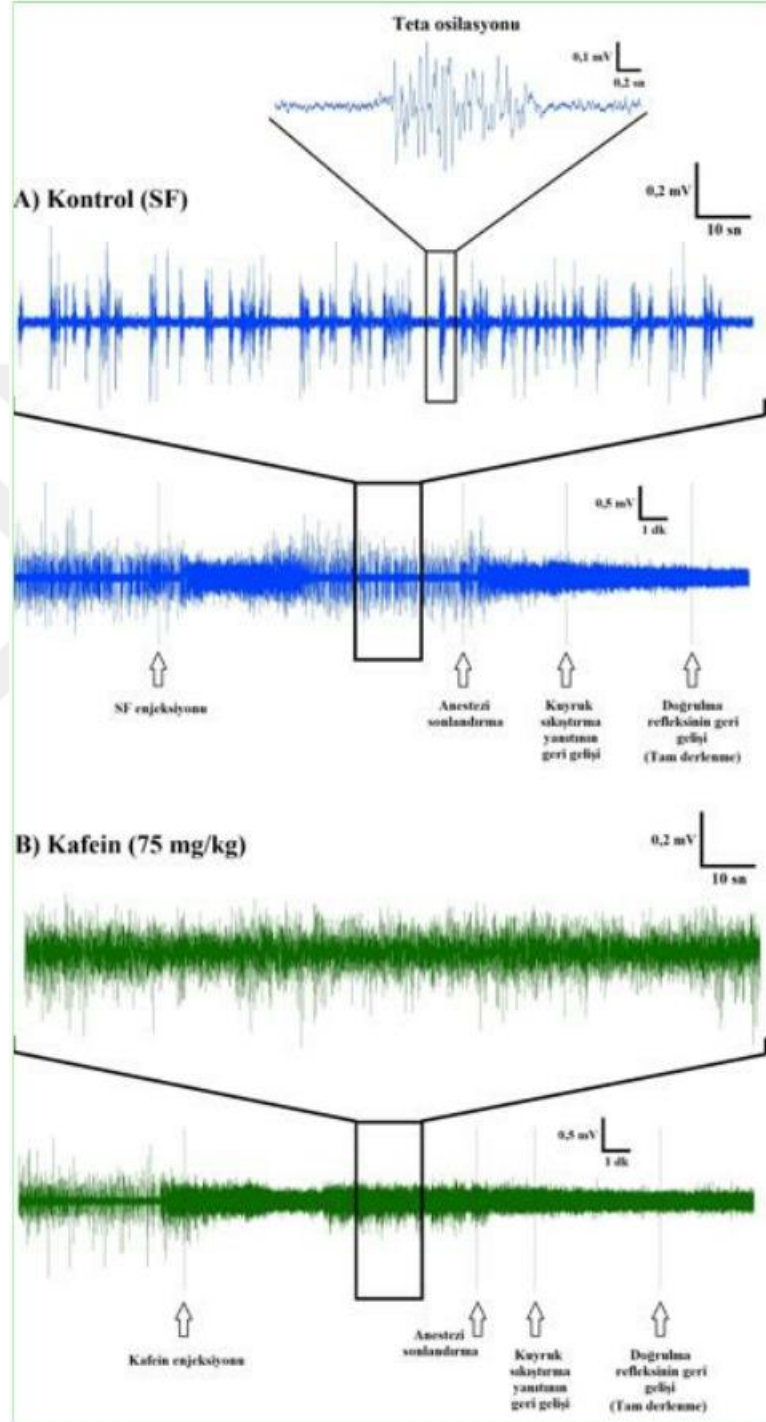 Teta osilasyonu
0,1 mV
0,2 sn
A) Kontrol (SF)
0,2 mV
10 sn
0,5 mV
1 dk
SF enjeksiyonu
Anestezi
sonlandırma
Kuyruk
sıkıştırma
yanıtının
geri gelişi
Doğrulma
refleksinin geri
gelişi
(Tam derlenme)
B) Kafein (75 mg/kg)
0,2 mV
10 sn
0,5 mV
1 dk
Kafein enjeksiyonu
Anestezi
sonlandırma
Kuyruk
sıkıştırma
yanıtının
geri gelişi
Doğrulma
refleksinin geri
gelişi
(Tam derlenme)